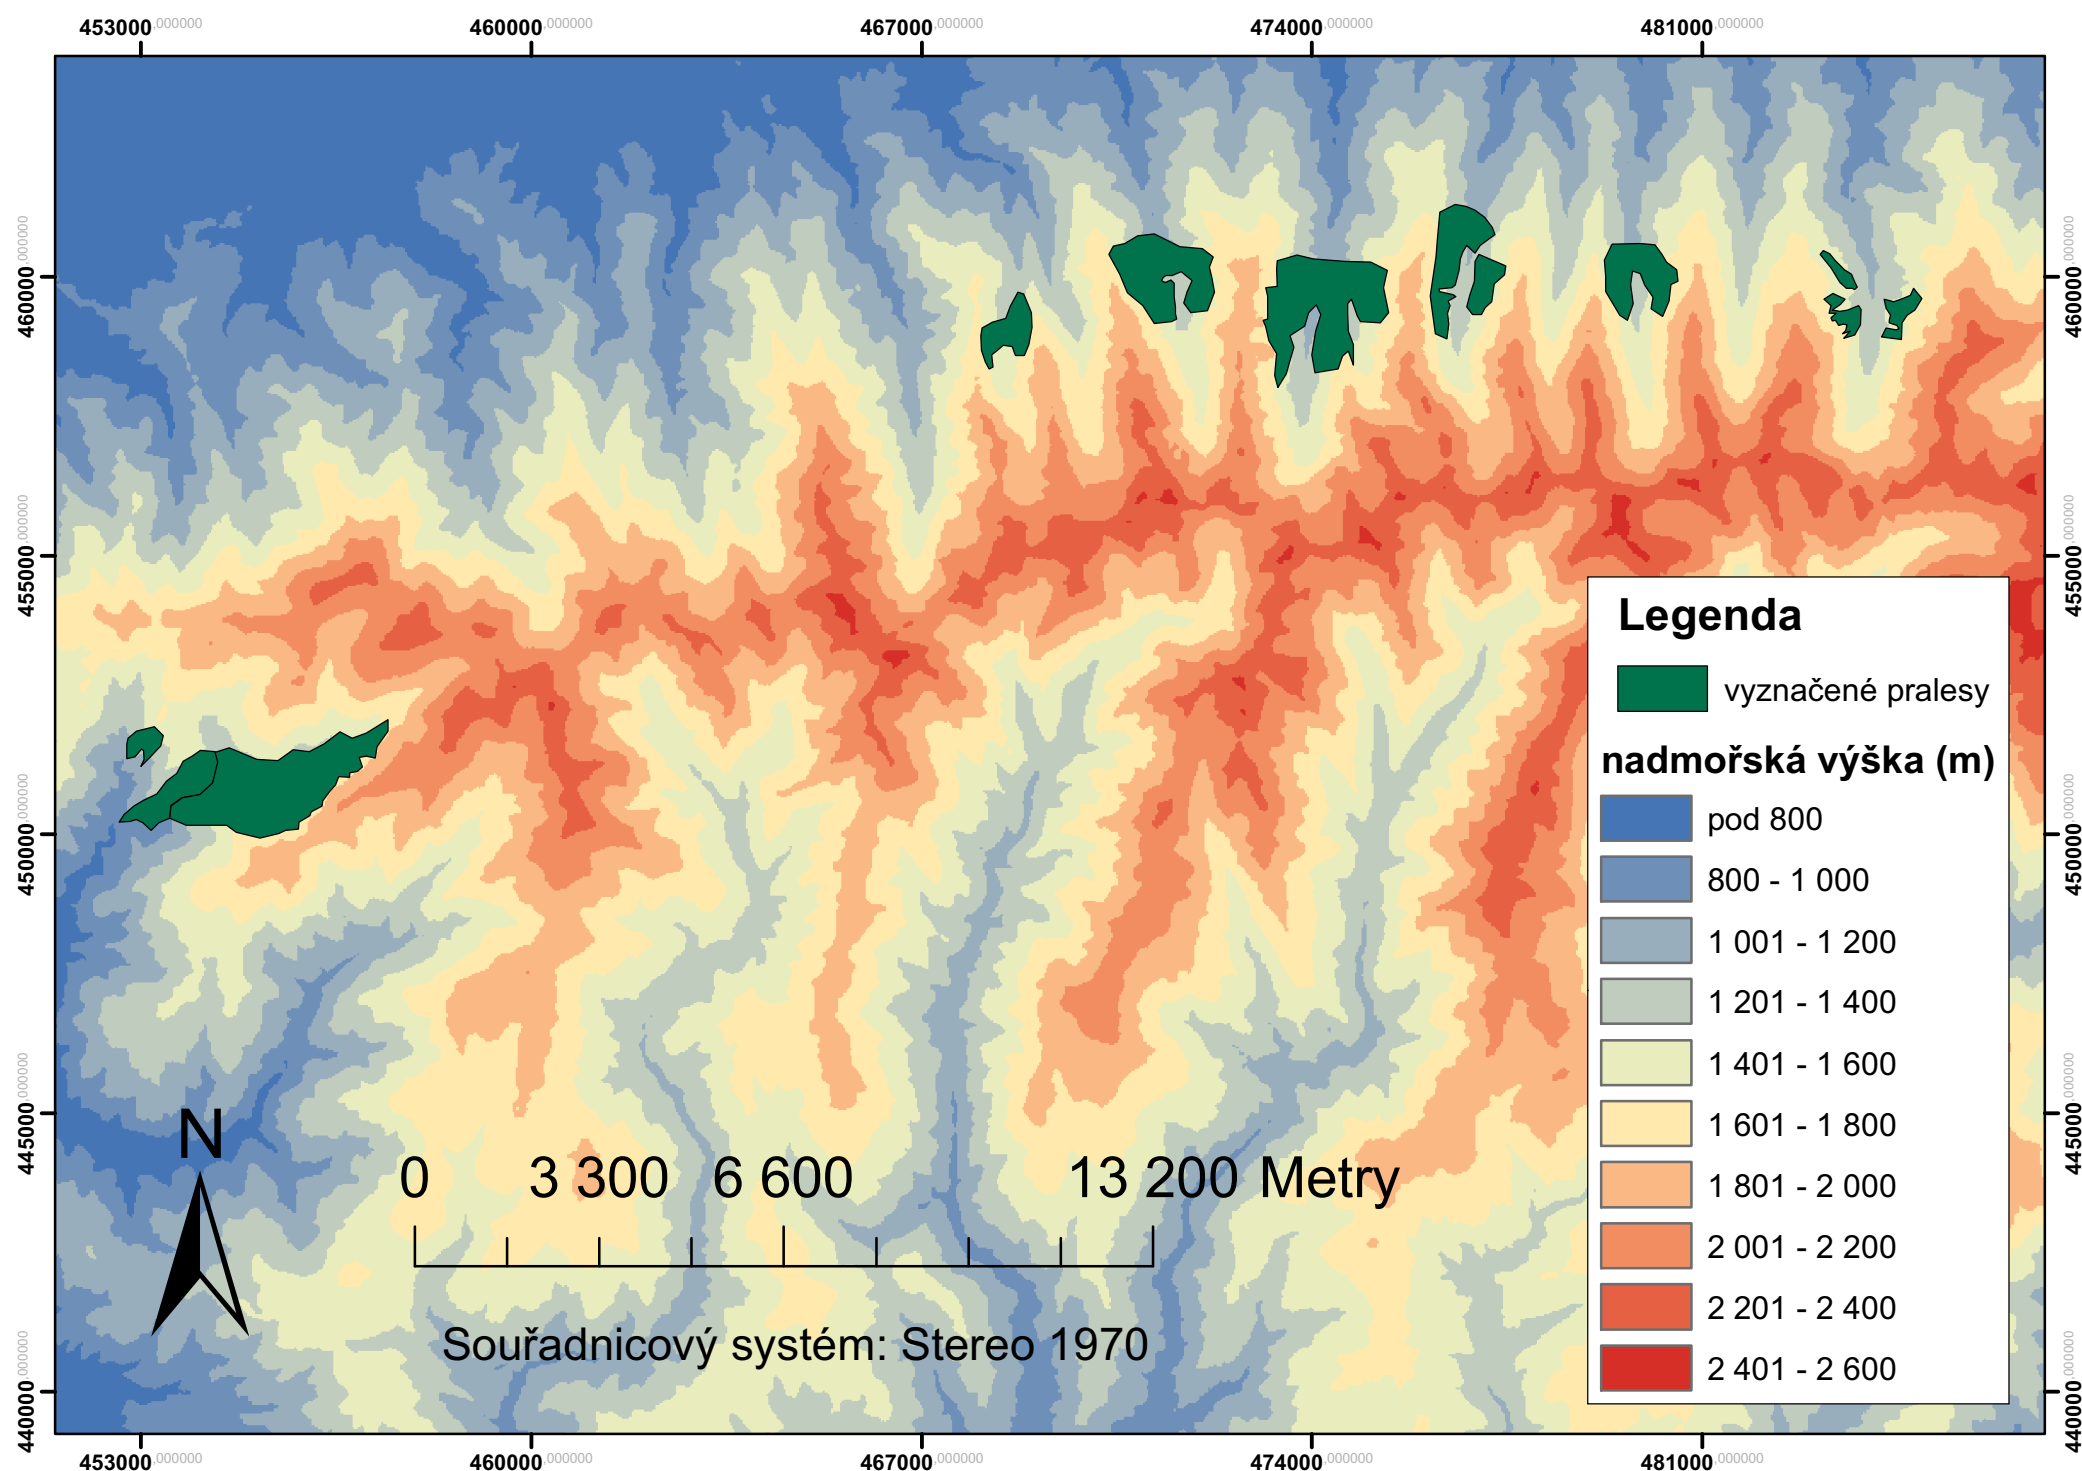 453000,000000 460000,000000 467000,000000 474000,000000 481000,000000
460000,000000
455000,000000
450000,000000
445000,000000
440000,000000
460000,000000
455000,000000
450000,000000
445000,000000
440000,000000
Legenda
vyznačené pralesy
nadmořská výška (m)
pod 800
800 - 1 000
1 001 - 1 200
1 201 - 1 400
1 401 - 1 600
1 601 - 1 800
1 801 - 2 000
2 001 - 2 200
2 201 - 2 400
2 401 - 2 600
N
0 3 300 6 600 13 200 Metry
Souřadnicový systém: Stereo 1970
453000,000000 460000,000000 467000,000000 474000,000000 481000,000000